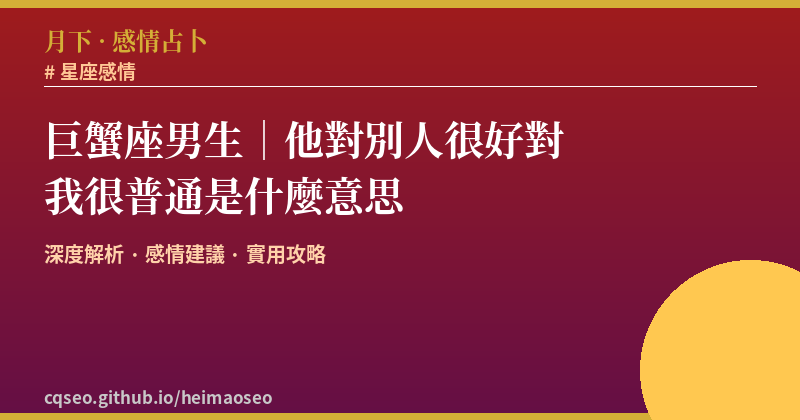 月下 · 感情占卜
# 星座感情
巨蟹座男生｜他對別人很好對
我很普通是什麼意思
深度解析 · 感情建議 · 實用攻略
cqseo.github.io/heimaoseo